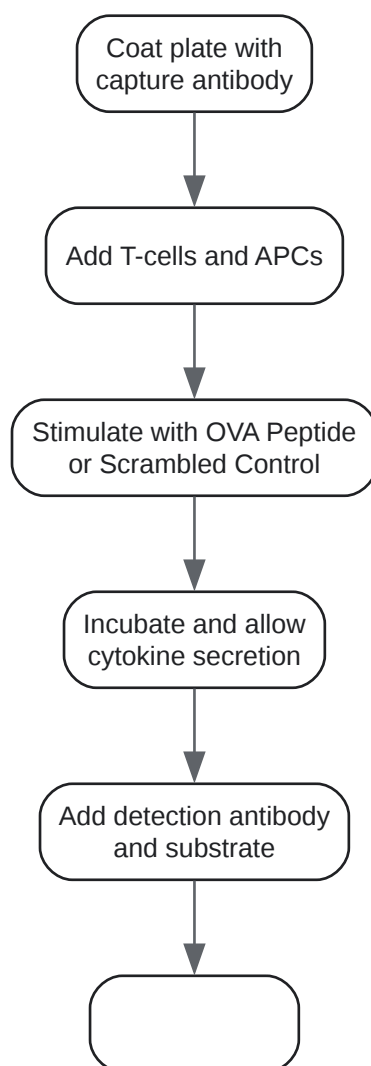 Coat plate with
capture antibody
Add T-cells and APCs
Stimulate with OVA Peptide
or Scrambled Control
Incubate and allow
cytokine secretion
Add detection antibody
and substrate